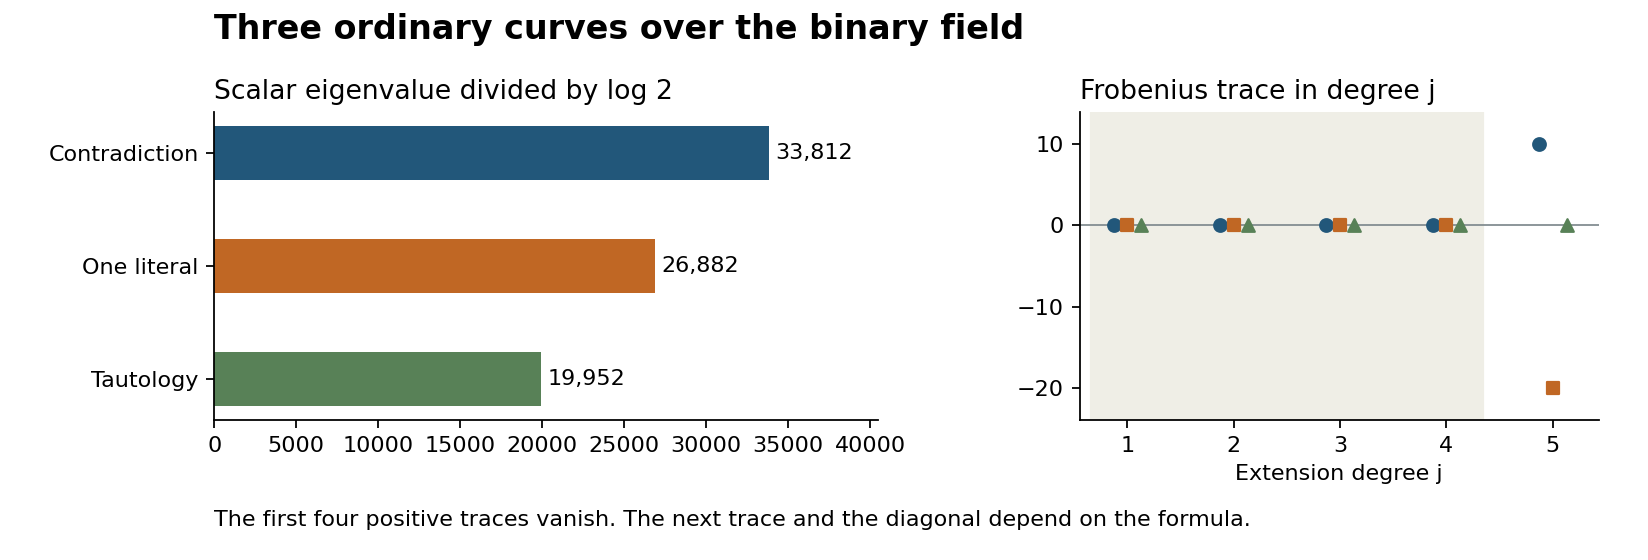 Three ordinary curves over the binary field
Scalar eigenvalue divided by log 2
Contradiction
33,812
One literal
26,882
Tautology
19,952
0 5000 10000 15000 20000 25000 30000 35000 40000
Frobenius trace in degree j
10
0
−10
−20
1 2 3 4 5
Extension degree j
The first four positive traces vanish. The next trace and the diagonal depend on the formula.